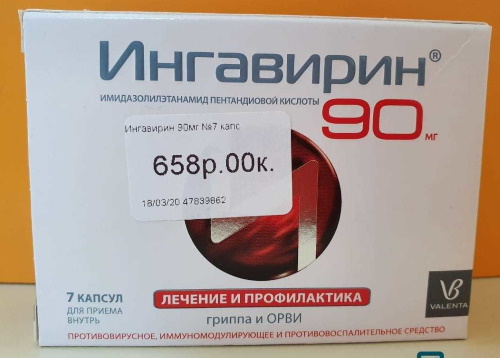 Ингавирин®
ИМИДАЗОЛИЛЭТАНАМИД ПЕНТАНДИОВОЙ КИСЛОТЫ
90 мг
Ингавирин 90мг №7 капс
658р.00к.
18/03/20 47839862
7 КАПСУЛ
ДЛЯ ПРИЕМА
ВНУТРЬ
ЛЕЧЕНИЕ И ПРОФИЛАКТИКА
гриппа и ОРВИ
VALENTA
ПРОТИВОВИРУСНОЕ, ИММУНОМОДУЛИРУЮЩЕЕ И ПРОТИВОВОСПАЛИТЕЛЬНОЕ СРЕДСТВО